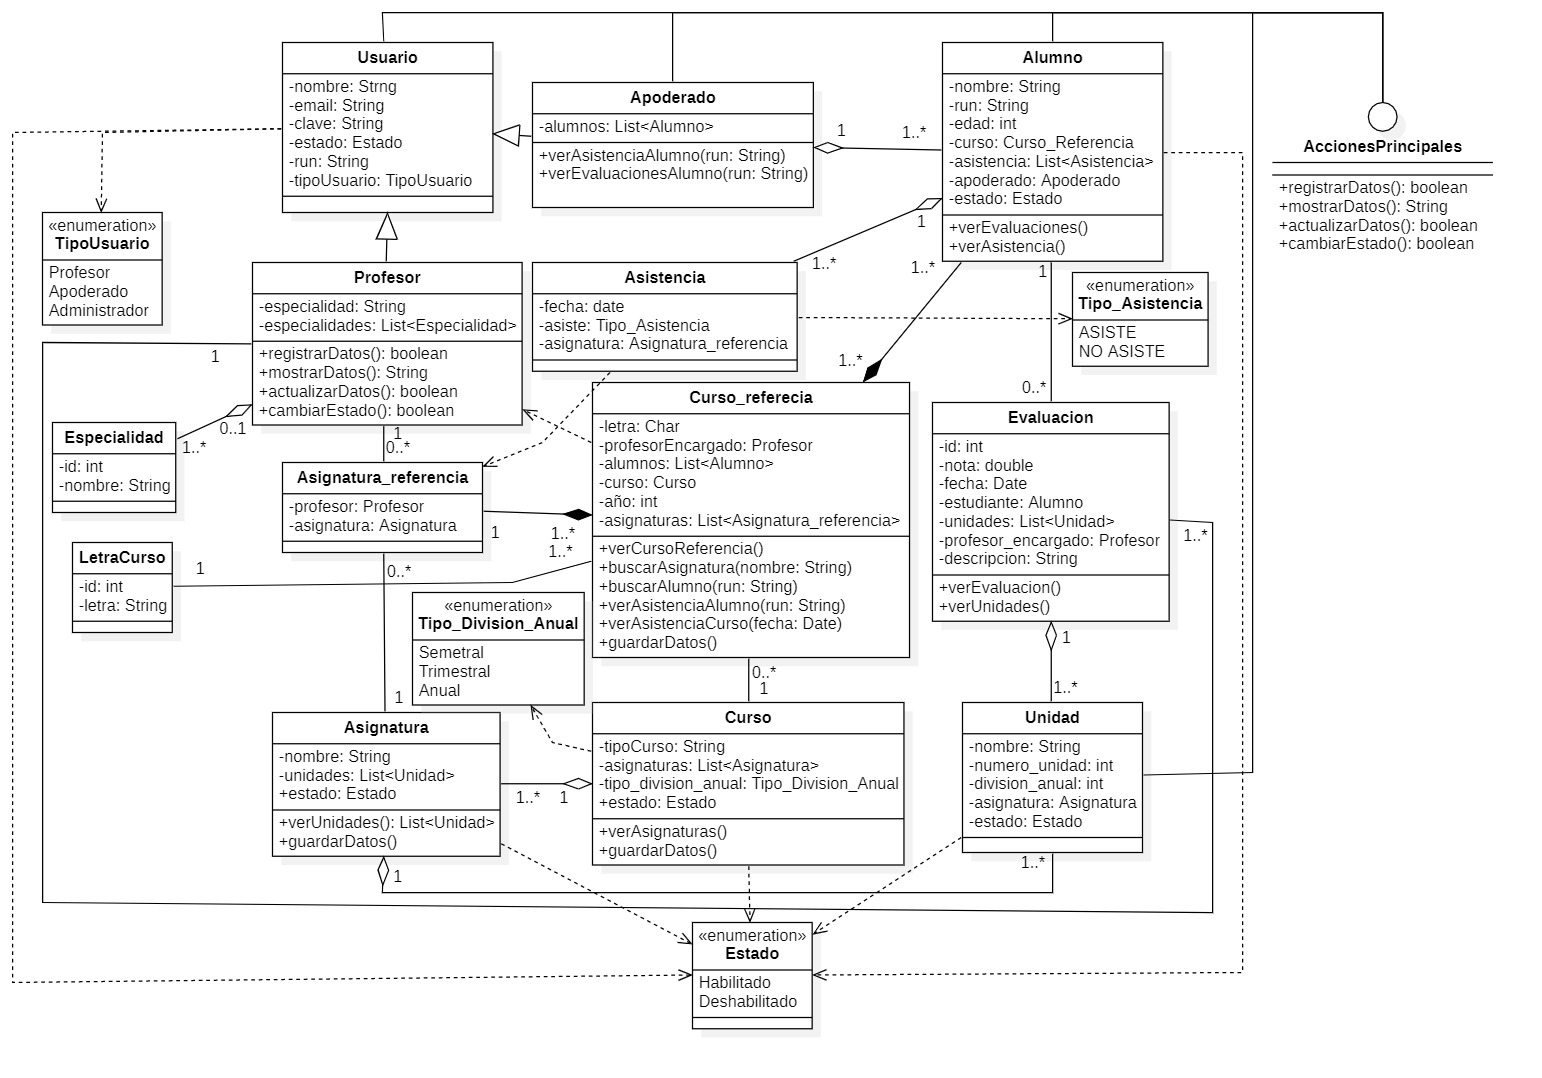 Usuario
-nombre: Strng
-email: String
-clave: String
-estado: Estado
-run: String
-tipoUsuario: TipoUsuario
Apoderado
-alumnos: List<Alumno>
+verAsistenciaAlumno(run: String)
+verEvaluacionesAlumno(run: String)
1
1..*
Alumno
-nombre: String
-run: String
-edad: int
-curso: Curso_Referencia
-asistencia: List<Asistencia>
-apoderado: Apoderado
-estado: Estado
+verEvaluaciones()
+verAsistencia()
AccionesPrincipales
+registrarDatos(): boolean
+mostrarDatos(): String
+actualizarDatos(): boolean
+cambiarEstado(): boolean
«enumeration»
TipoUsuario
Profesor
Apoderado
Administrador
Profesor
-especialidad: String
-especialidades: List<Especialidad>
+registrarDatos(): boolean
+mostrarDatos(): String
+actualizarDatos(): boolean
+cambiarEstado(): boolean
Asistencia
-fecha: date
-asiste: Tipo_Asistencia
-asignatura: Asignatura_referencia
1
1..*
1..*
1
1..*
0..*
«enumeration»
Tipo_Asistencia
ASISTE
NO ASISTE
1
0..1
1..*
1
0..*
Especialidad
-id: int
-nombre: String
Asignatura_referencia
-profesor: Profesor
-asignatura: Asignatura
1
1..*
1..*
Curso_referecia
-letra: Char
-profesorEncargado: Profesor
-alumnos: List<Alumno>
-curso: Curso
-año: int
-asignaturas: List<Asignatura_referencia>
+verCursoReferencia()
+buscarAsignatura(nombre: String)
+buscarAlumno(run: String)
+verAsistenciaAlumno(run: String)
+verAsistenciaCurso(fecha: Date)
+guardarDatos()
Evaluacion
-id: int
-nota: double
-fecha: Date
-estudiante: Alumno
-unidades: List<Unidad>
-profesor_encargado: Profesor
-descripcion: String
+verEvaluacion()
+verUnidades()
1..*
LetraCurso
-id: int
-letra: String
1
0..*
«enumeration»
Tipo_Division_Anual
Semetral
Trimestral
Anual
0..*
1
1
1..*
1
Asignatura
-nombre: String
-unidades: List<Unidad>
+estado: Estado
+verUnidades(): List<Unidad>
+guardarDatos()
1..*
1
Curso
-tipoCurso: String
-asignaturas: List<Asignatura>
-tipo_division_anual: Tipo_Division_Anual
+estado: Estado
+verAsignaturas()
+guardarDatos()
Unidad
-nombre: String
-numero_unidad: int
-division_anual: int
-asignatura: Asignatura
-estado: Estado
1
1..*
«enumeration»
Estado
Habilitado
Deshabilitado